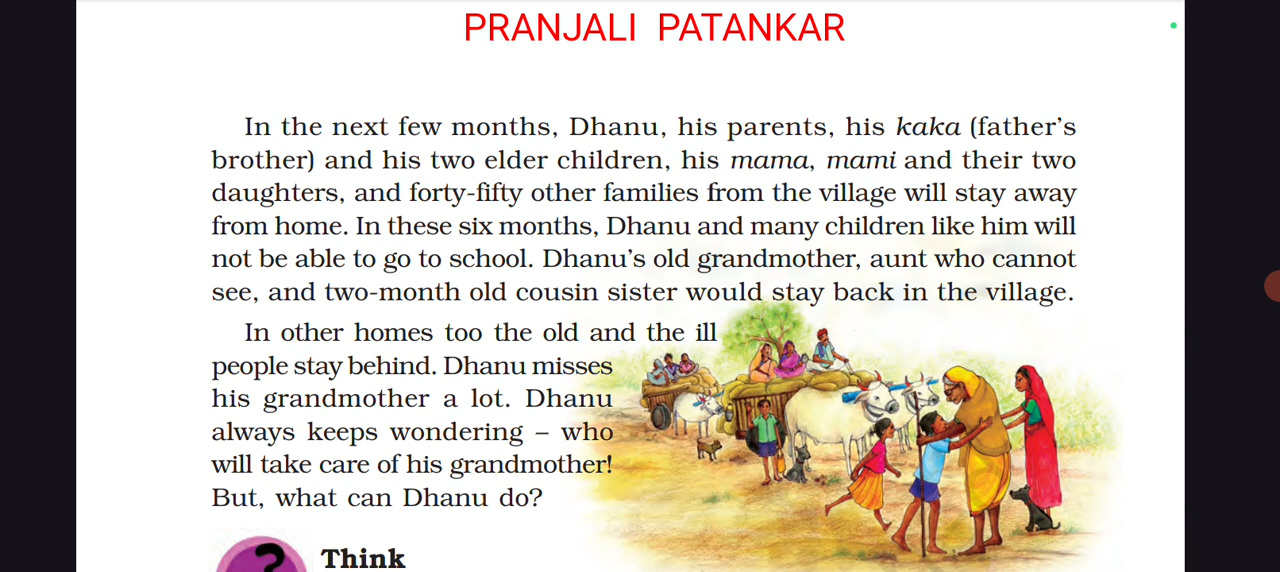 PRANJALI PATANKAR
In the next few months, Dhanu, his parents, his kaka (father's
brother) and his two elder children, his mama, mami and their two
daughters, and forty-fifty other families from the village will stay away
from home. In these six months, Dhanu and many children like him will
not be able to go to school. Dhanu's old grandmother, aunt who cannot
see, and two-month old cousin sister would stay back in the village.
In other homes too the old and the ill
people stay behind. Dhanu misses
his grandmother a lot. Dhanu
always keeps wondering – who
will take care of his grandmother!
But, what can Dhanu do?
?
Think